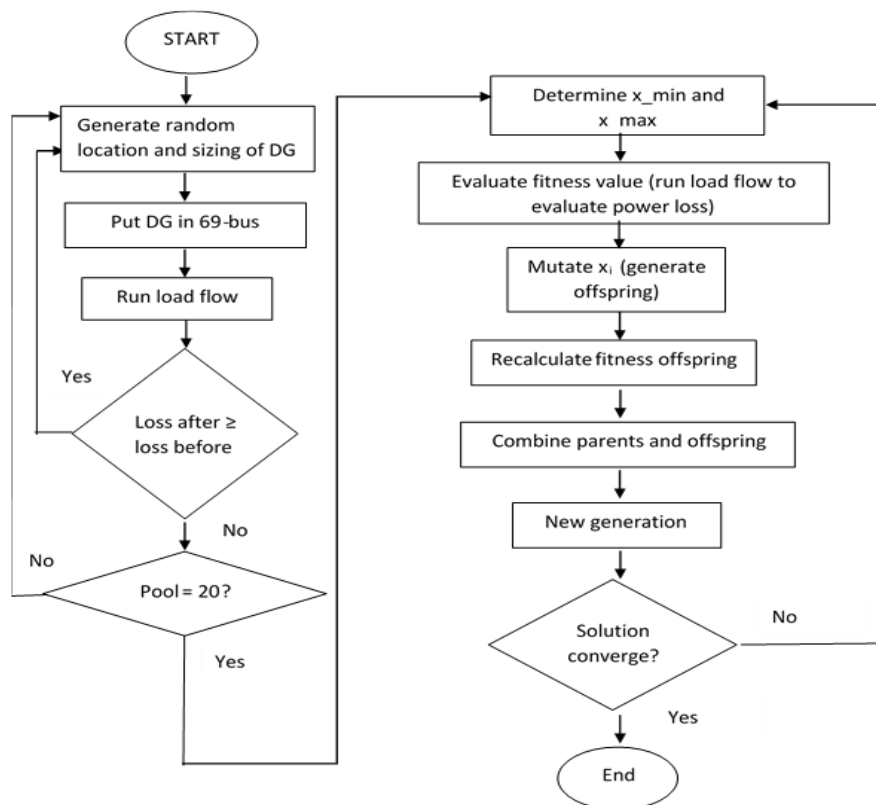 START
Generate random
location and sizing of DG
Put DG in 69-bus
Run load flow
Yes
Loss after ≥
loss before
No
No
Pool = 20?
Yes
Determine x_min and
x max
Evaluate fitness value (run load flow to
evaluate power loss)
Mutate xᵢ (generate
offspring)
Recalculate fitness offspring
Combine parents and offspring
New generation
No
Solution
converge?
Yes
End